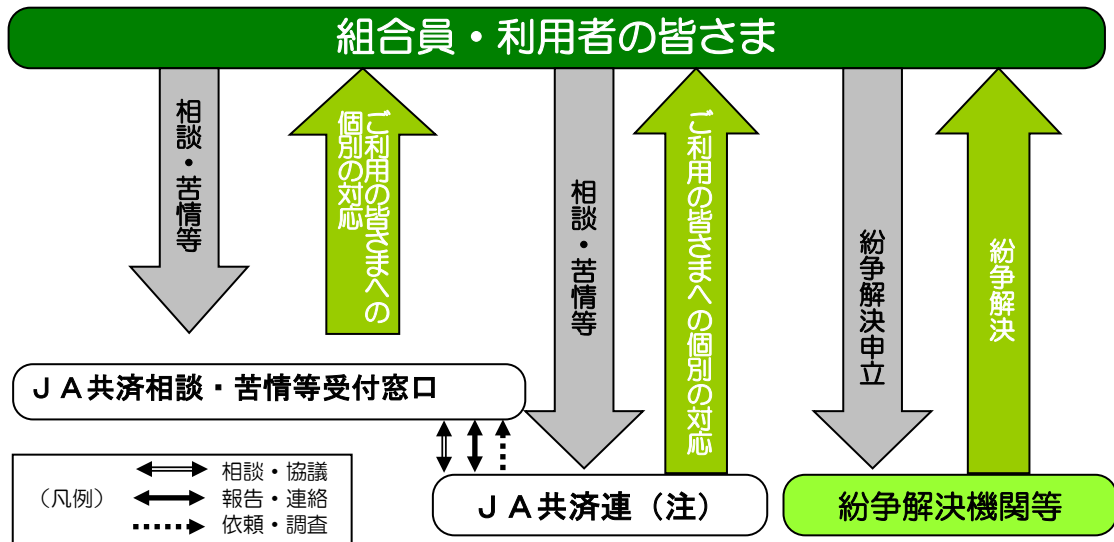 組合員・利用者の皆さま
相談・苦情等
ご利用の皆さまへの
個別の対応
相談・苦情等
ご利用の皆さまへの個別の対応
紛争解決申立
紛争解決
ＪＡ共済相談・苦情等受付窓口
ＪＡ共済連（注）
紛争解決機関等
（凡例）
相談・協議
報告・連絡
依頼・調査